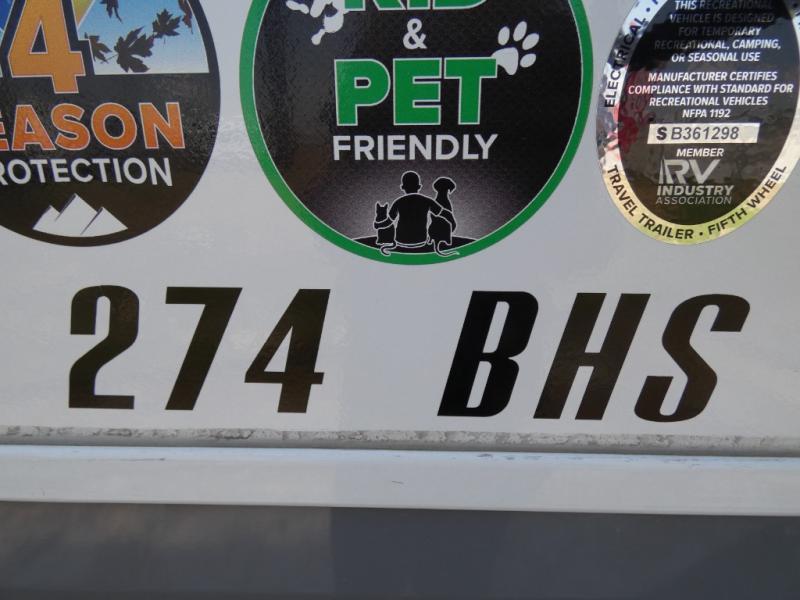 4
EASON
ROTECTION
KID
&
PET
FRIENDLY
ELECTRICAL
THIS RECREATIONAL
VEHICLE IS DESIGNED
FOR TEMPORARY
RECREATIONAL, CAMPING,
OR SEASONAL USE
MANUFACTURER CERTIFIES
COMPLIANCE WITH STANDARD FOR
RECREATIONAL VEHICLES
NFPA 1192
S B361298
MEMBER
RV
INDUSTRY
ASSOCIATION
TRAVEL TRAILER • FIFTH WHEEL
274 BHS